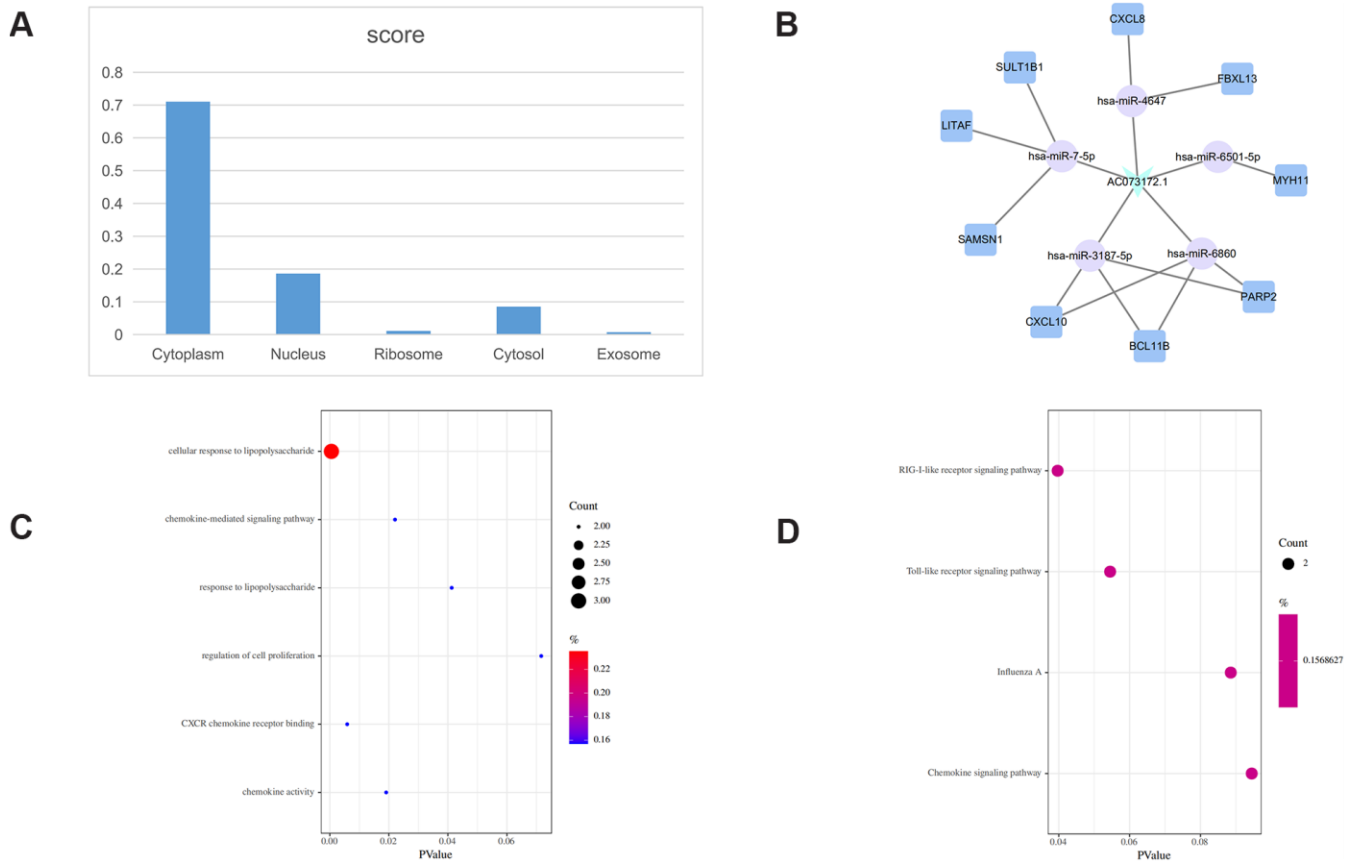 A
score
0.8
0.7
0.6
0.5
0.4
0.3
0.2
0.1
0
Cytoplasm Nucleus Ribosome Cytosol Exosome
B
CXCL8
SULT1B1
FBXL13
hsa-miR-4647
LITAF
hsa-miR-7-5p
hsa-miR-6501-5p
AC073172.1
MYH11
SAMSN1
hsa-miR-3187-5p
hsa-miR-6860
PARP2
CXCL10
BCL11B
C
cellular response to lipopolysaccharide
chemokine-mediated signaling pathway
response to lipopolysaccharide
regulation of cell proliferation
CXCR chemokine receptor binding
chemokine activity
0.00 0.02 0.04 0.06
PValue
Count
2.00
2.25
2.50
2.75
3.00
%
0.22
0.20
0.18
0.16
D
RIG-I-like receptor signaling pathway
Toll-like receptor signaling pathway
Influenza A
Chemokine signaling pathway
0.04 0.06 0.08
PValue
Count
2
%
0.1568627